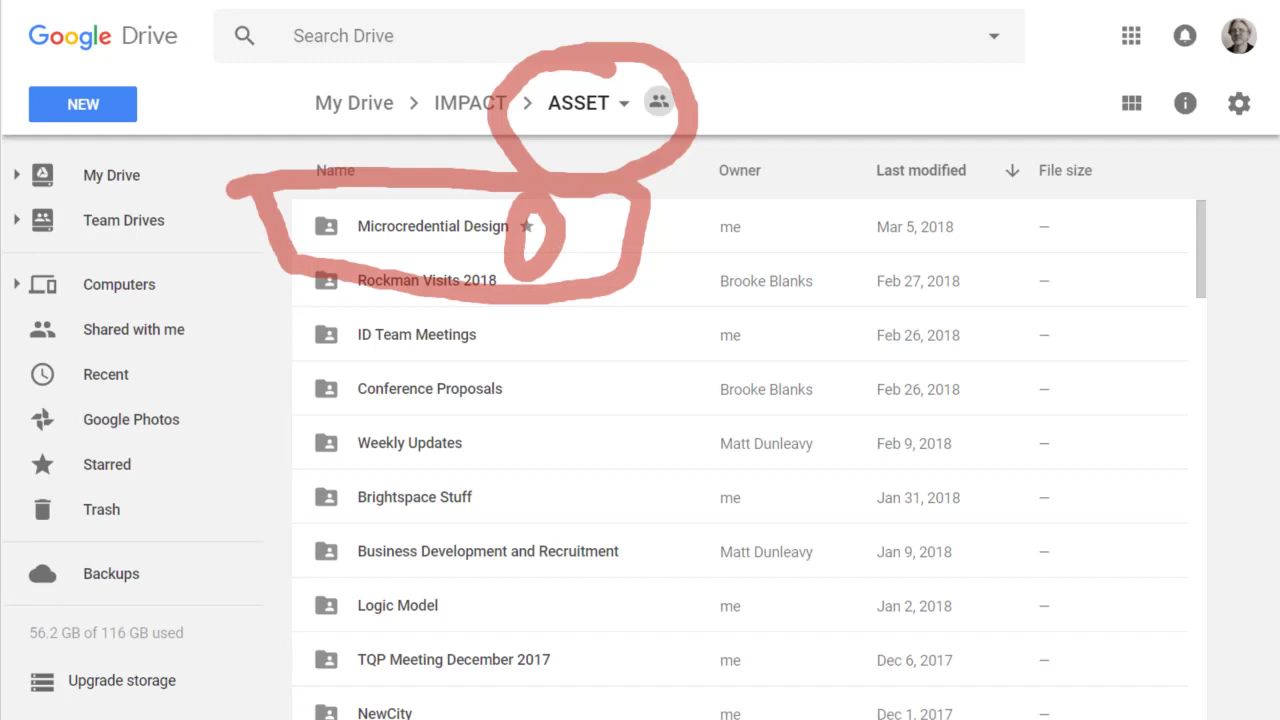 Google Drive
Search Drive
NEW
My Drive > IMPACT > ASSET
Name Owner Last modified File size
My Drive
Team Drives
Computers
Shared with me
Recent
Google Photos
Starred
Trash
Backups
56.2 GB of 116 GB used
Upgrade storage
Microcredential Design me Mar 5, 2018 —
Rockman Visits 2018 Brooke Blanks Feb 27, 2018 —
ID Team Meetings me Feb 26, 2018 —
Conference Proposals Brooke Blanks Feb 26, 2018 —
Weekly Updates Matt Dunleavy Feb 9, 2018 —
Brightspace Stuff me Jan 31, 2018 —
Business Development and Recruitment Matt Dunleavy Jan 9, 2018 —
Logic Model me Jan 2, 2018 —
TQP Meeting December 2017 me Dec 6, 2017 —
NewCity me Dec 1, 2017 —